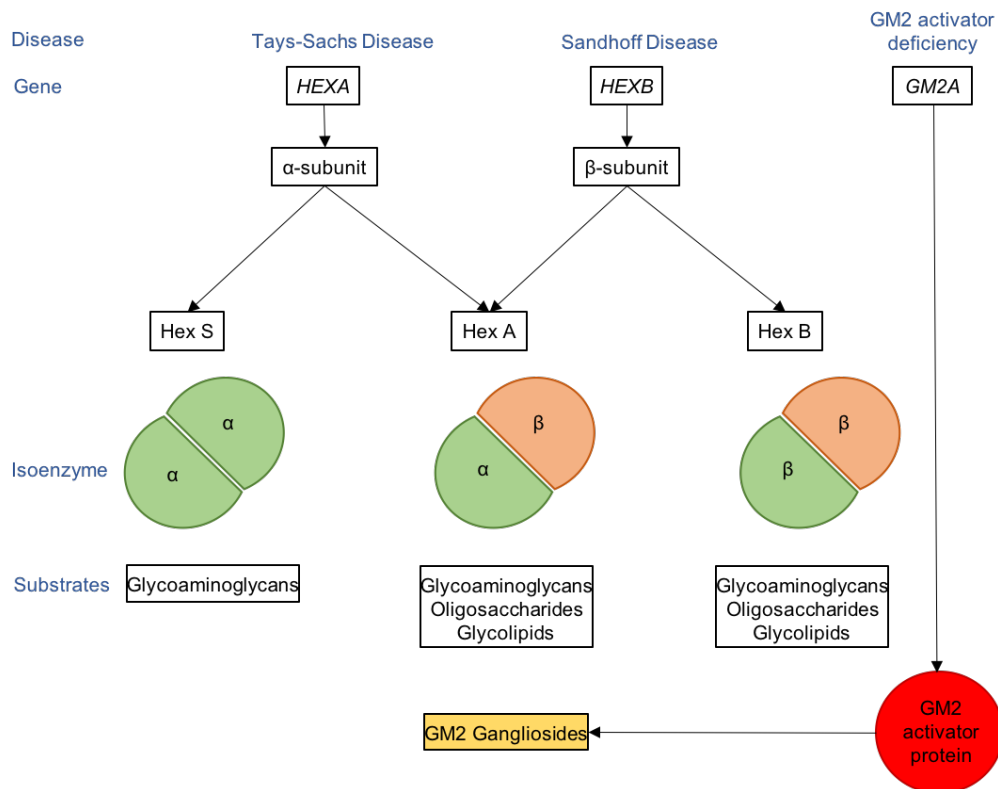 Disease
Tays-Sachs Disease
Sandhoff Disease
GM2 activator
deficiency
Gene
HEXA
HEXB
GM2A
α-subunit
β-subunit
Hex S
Hex A
Hex B
Isoenzyme
α
α
β
α
β
β
Substrates
Glycoaminoglycans
Glycoaminoglycans
Oligosaccharides
Glycolipids
Glycoaminoglycans
Oligosaccharides
Glycolipids
GM2 Gangliosides
GM2
activator
protein